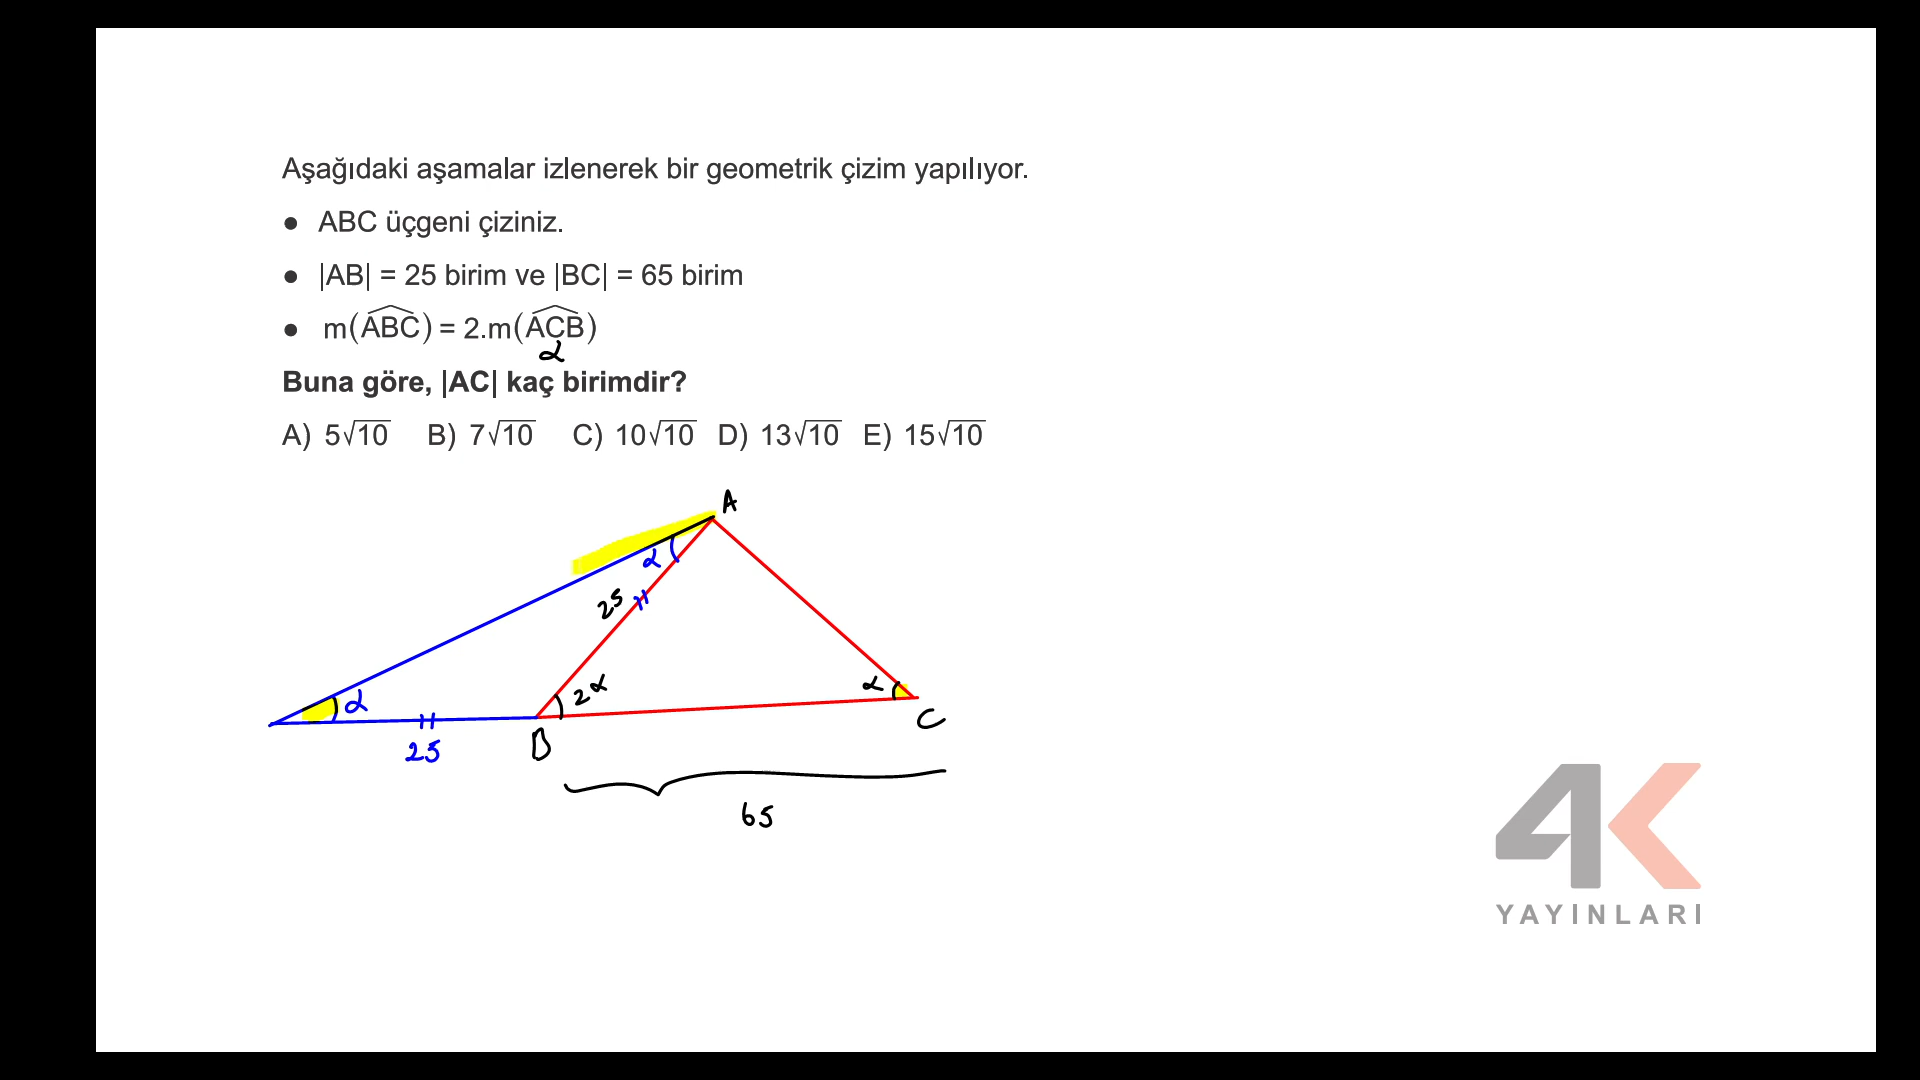 Aşağıdaki aşamalar izlenerek bir geometrik çizim yapılıyor.
● ABC üçgeni çiziniz.
● |AB| = 25 birim ve |BC| = 65 birim
● m(ABC) = 2.m(ACB)
α
Buna göre, |AC| kaç birimdir?
A) 5√10 B) 7√10 C) 10√10 D) 13√10 E) 15√10
A
α
25
2α
α
α
B
C
25
65
4K
YAYINLARI